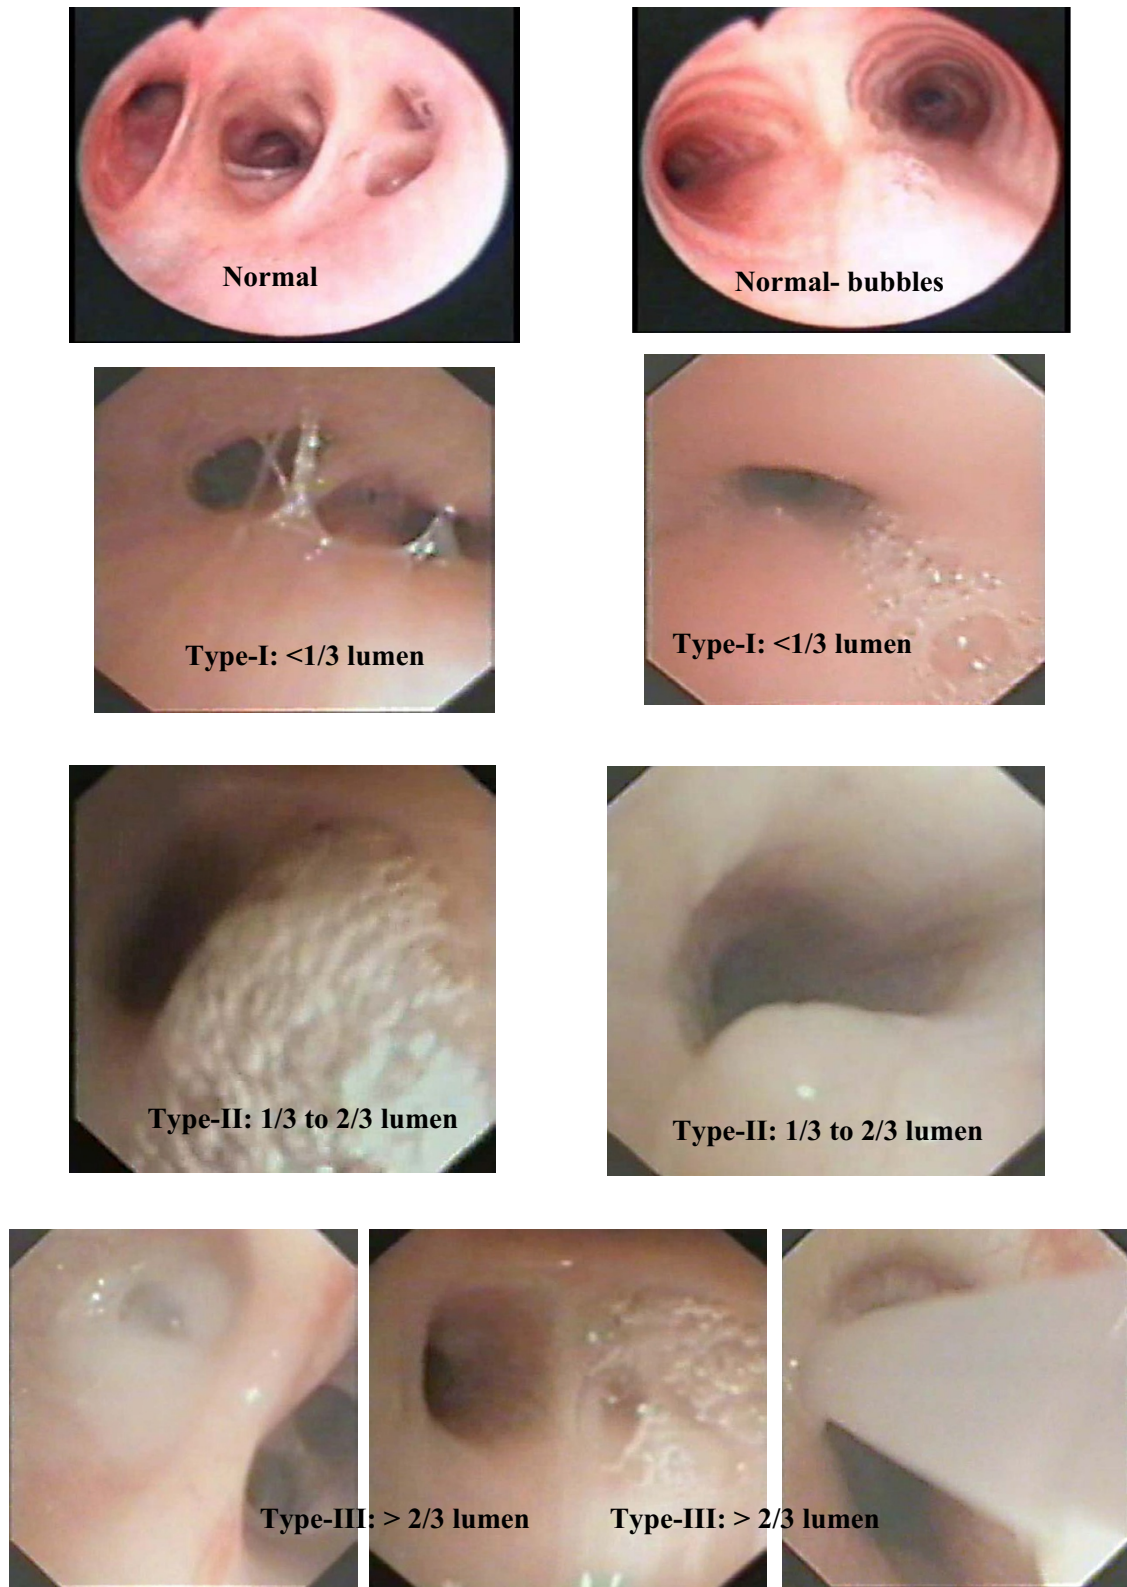 Normal
Normal- bubbles
Type-I: <1/3 lumen
Type-I: <1/3 lumen
Type-II: 1/3 to 2/3 lumen
Type-II: 1/3 to 2/3 lumen
Type-III: > 2/3 lumen
Type-III: > 2/3 lumen